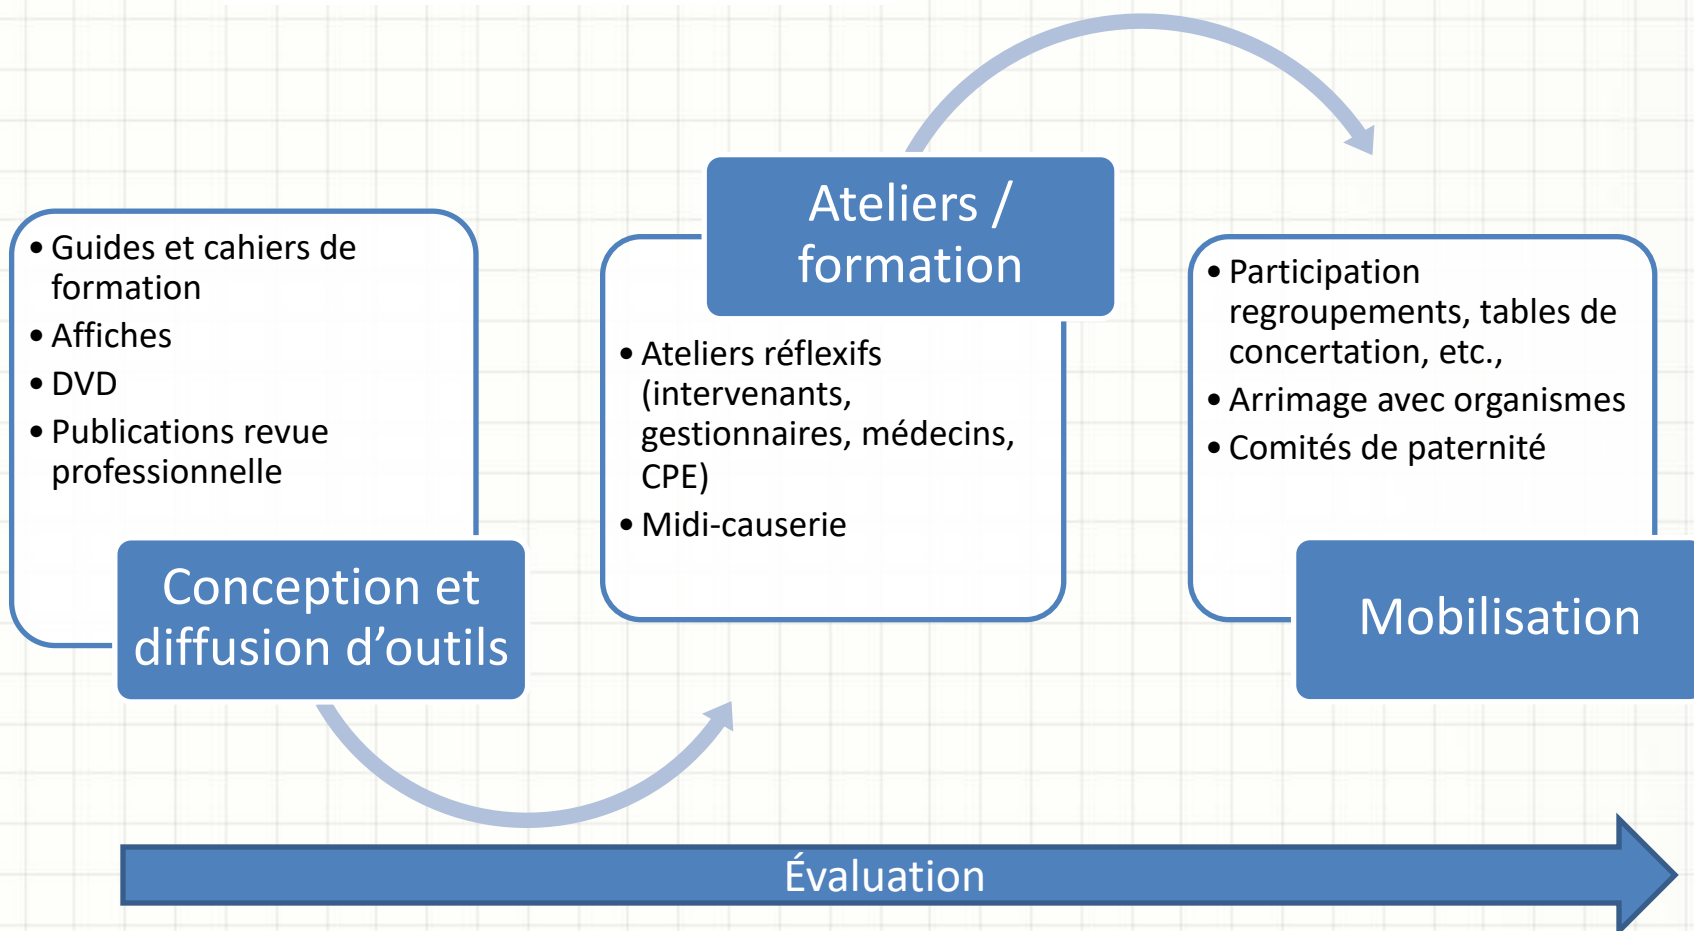 • Guides et cahiers de
formation
• Affiches
• DVD
• Publications revue
professionnelle
Conception et
diffusion d’outils
Ateliers /
formation
• Ateliers réflexifs
(intervenants,
gestionnaires, médecins,
CPE)
• Midi-causerie
• Participation
regroupements, tables de
concertation, etc.,
• Arrimage avec organismes
• Comités de paternité
Mobilisation
Évaluation